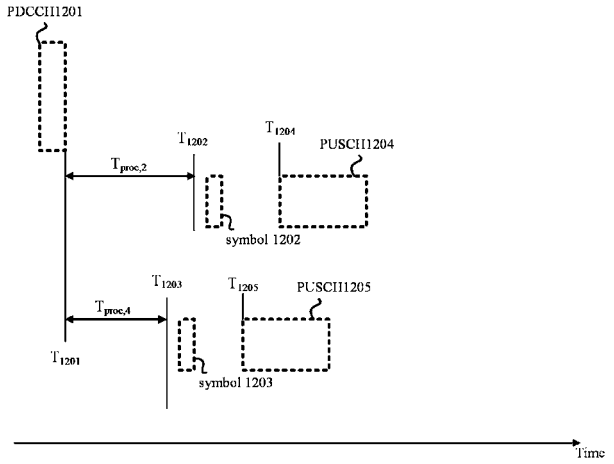 PDCCH1201
T1202
T1204
PUSCH1204
Tproc,2
symbol 1202
T1203
T1205
PUSCH1205
Tproc,4
T1201
symbol 1203
Time